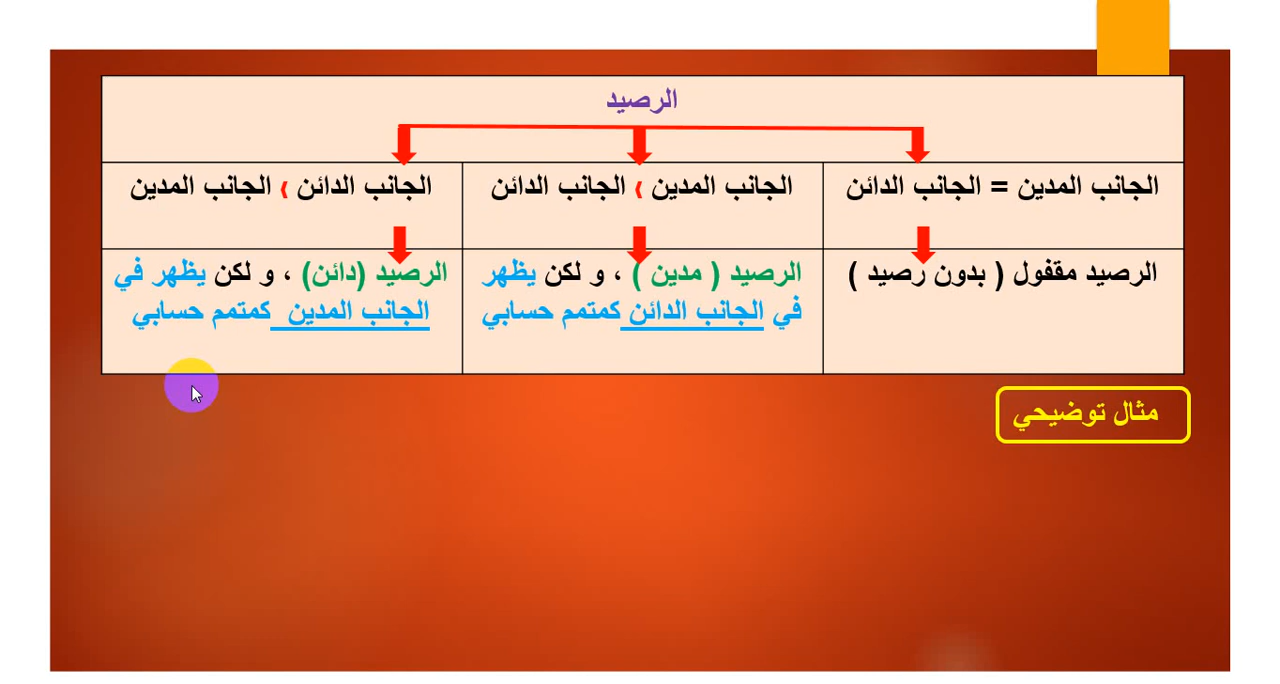 الرصيد
الجانب المدين = الجانب الدائن
الجانب المدين › الجانب الدائن
الجانب الدائن › الجانب المدين
الرصيد مقفول ( بدون رصيد )
الرصيد ( مدين ) ، و لكن يظهر
في الجانب الدائن كمتمم حسابي
الرصيد (دائن) ، و لكن يظهر في
الجانب المدين كمتمم حسابي
مثال توضيحي